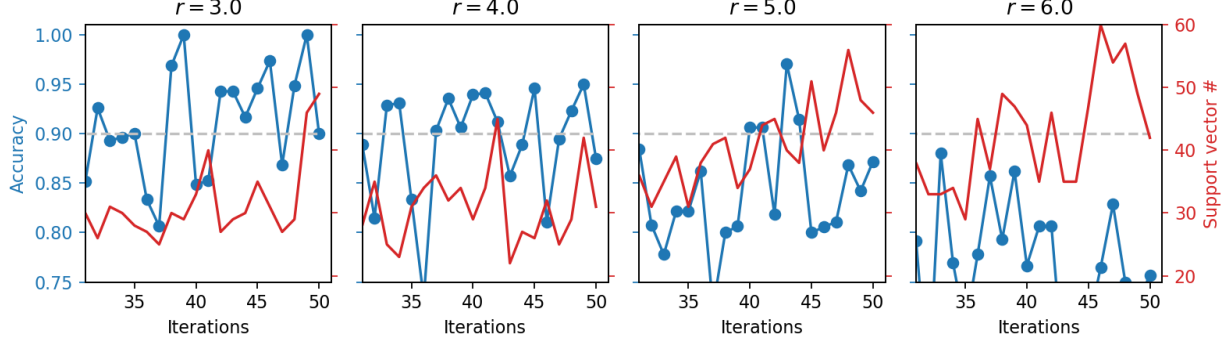 r = 3.0
r = 4.0
r = 5.0
r = 6.0
1.00
0.95
0.90
0.85
0.80
0.75
Accuracy
60
50
40
30
20
Support vector #
35 40 45 50
35 40 45 50
35 40 45 50
35 40 45 50
Iterations
Iterations
Iterations
Iterations